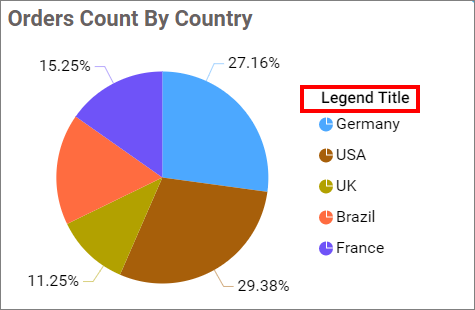 Orders Count By Country
15.25%
27.16%
11.25%
29.38%
Legend Title
Germany
USA
UK
Brazil
France